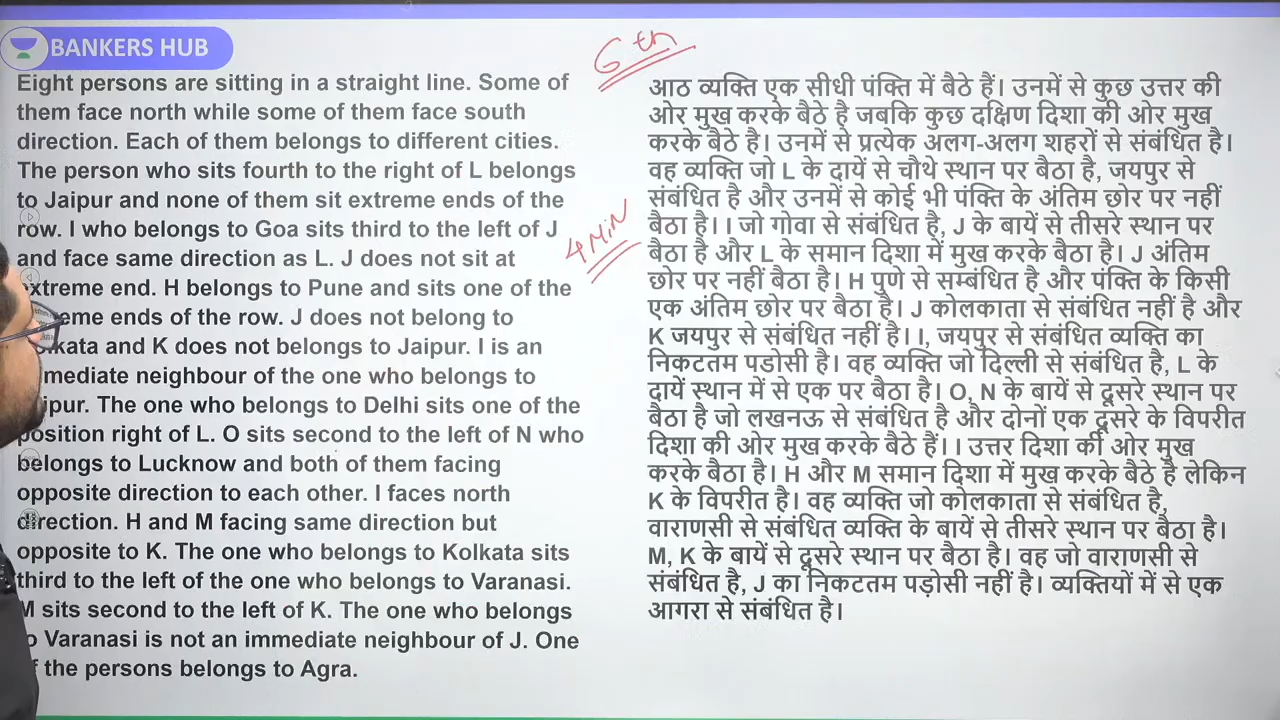 BANKERS HUB
6th
Eight persons are sitting in a straight line. Some of
them face north while some of them face south
direction. Each of them belongs to different cities.
The person who sits fourth to the right of L belongs
to Jaipur and none of them sit extreme ends of the
row. I who belongs to Goa sits third to the left of J
and face same direction as L. J does not sit at
xtreme end. H belongs to Pune and sits one of the
eme ends of the row. J does not belong to
lkata and K does not belongs to Jaipur. I is an
mediate neighbour of the one who belongs to
ipur. The one who belongs to Delhi sits one of the
position right of L. O sits second to the left of N who
belongs to Lucknow and both of them facing
opposite direction to each other. I faces north
direction. H and M facing same direction but
opposite to K. The one who belongs to Kolkata sits
third to the left of the one who belongs to Varanasi.
M sits second to the left of K. The one who belongs
o Varanasi is not an immediate neighbour of J. One
f the persons belongs to Agra.
4 MiN
आठ व्यक्ति एक सीधी पंक्ति में बैठे हैं। उनमें से कुछ उत्तर की
ओर मुख करके बैठे है जबकि कुछ दक्षिण दिशा की ओर मुख
करके बैठे है। उनमें से प्रत्येक अलग-अलग शहरों से संबंधित है।
वह व्यक्ति जो L के दायें से चौथे स्थान पर बैठा है, जयपुर से
संबंधित है और उनमें से कोई भी पंक्ति के अंतिम छोर पर नहीं
बैठा है। I जो गोवा से संबंधित है, J के बायें से तीसरे स्थान पर
बैठा है और L के समान दिशा में मुख करके बैठा है। J अंतिम
छोर पर नहीं बैठा है। H पुणे से सम्बंधित है और पंक्ति के किसी
एक अंतिम छोर पर बैठा है। J कोलकाता से संबंधित नहीं है और
K जयपुर से संबंधित नहीं है। I, जयपुर से संबंधित व्यक्ति का
निकटतम पडोसी है। वह व्यक्ति जो दिल्ली से संबंधित है, L के
दायें स्थान में से एक पर बैठा है। O, N के बायें से दूसरे स्थान पर
बैठा है जो लखनऊ से संबंधित है और दोनों एक दूसरे के विपरीत
दिशा की ओर मुख करके बैठे हैं। I उत्तर दिशा की ओर मुख
करके बैठा है। H और M समान दिशा में मुख करके बैठे है लेकिन
K के विपरीत है। वह व्यक्ति जो कोलकाता से संबंधित है,
वाराणसी से संबंधित व्यक्ति के बायें से तीसरे स्थान पर बैठा है।
M, K के बायें से दूसरे स्थान पर बैठा है। वह जो वाराणसी से
संबंधित है, J का निकटतम पड़ोसी नहीं है। व्यक्तियों में से एक
आगरा से संबंधित है।